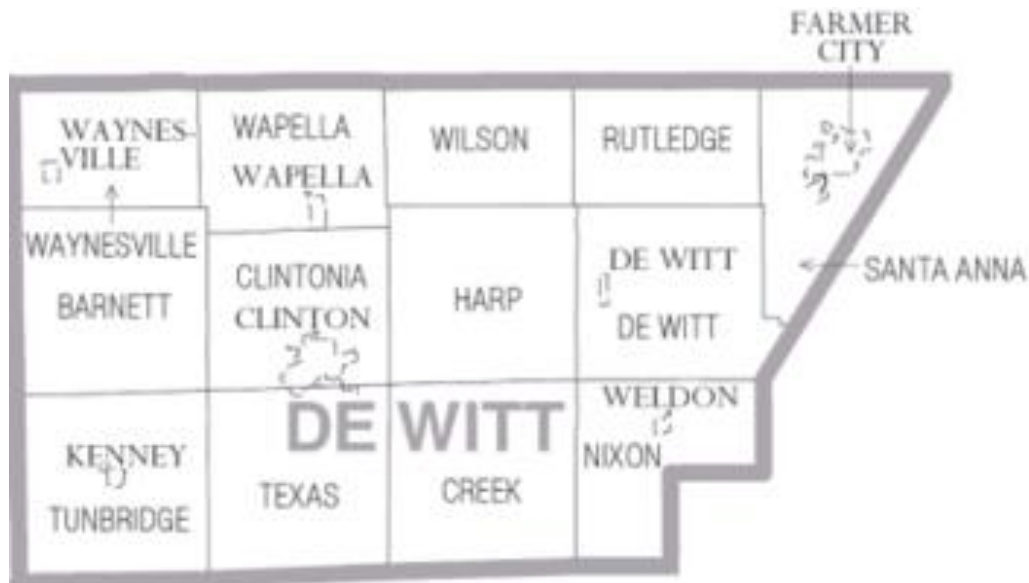 FARMER
CITY
WAYNES-
VILLE
WAPELLA
WAPELLA
WILSON
RUTLEDGE
WAYNESVILLE
BARNETT
CLINTONIA
CLINTON
HARP
DE WITT
DE WITT
SANTA ANNA
DE WITT
WELDON
KENNEY
TUNBRIDGE
TEXAS
CREEK
NIXON